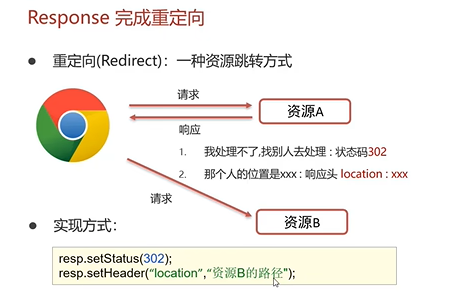 Response 完成重定向
● 重定向(Redirect)：一种资源跳转方式
请求
资源A
响应
1. 我处理不了,找别人去处理：状态码302
2. 那个人的位置是xxx：响应头 location : xxx
请求
资源B
● 实现方式：
resp.setStatus(302);
resp.setHeader(“location”,“资源B的路径");